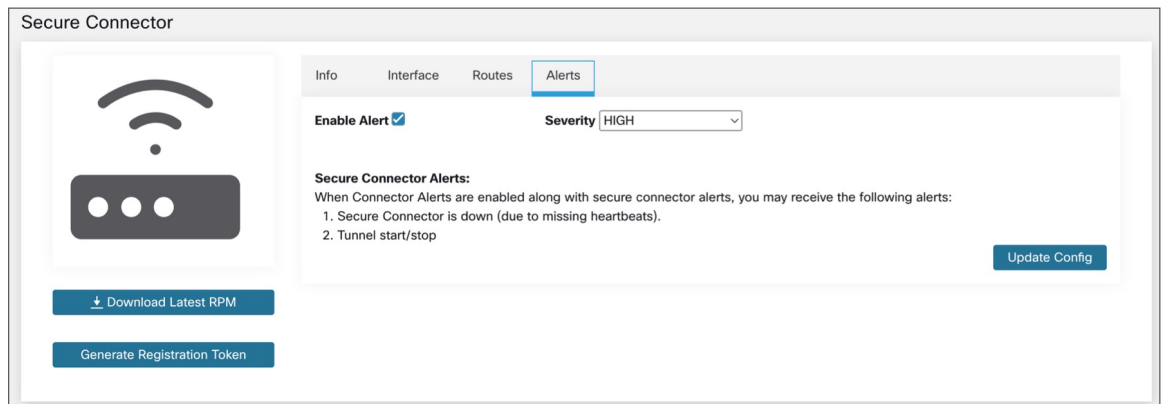 Secure Connector
Info Interface Routes Alerts
Enable Alert Severity HIGH
Secure Connector Alerts:
When Connector Alerts are enabled along with secure connector alerts, you may receive the following alerts:
1. Secure Connector is down (due to missing heartbeats).
2. Tunnel start/stop
Update Config
Download Latest RPM
Generate Registration Token